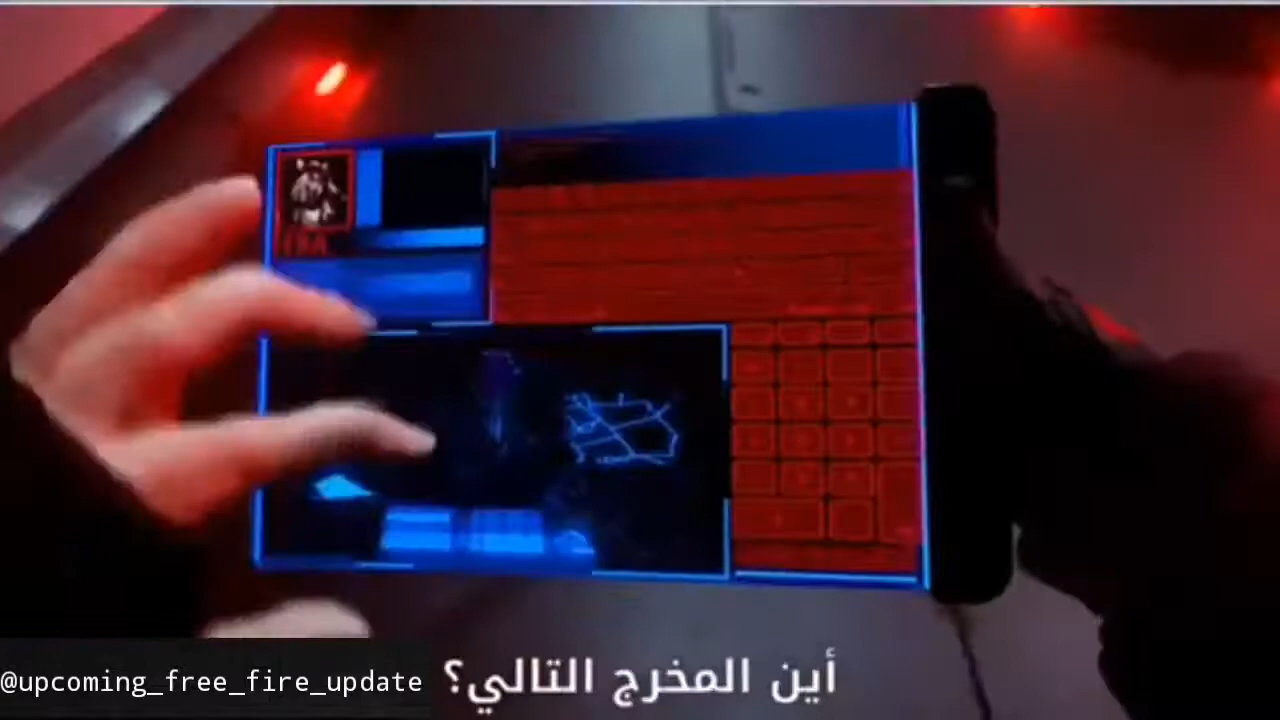 أين المخرج التالي؟
@upcoming_free_fire_update